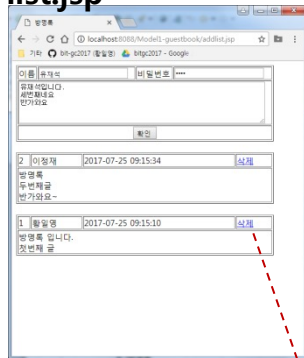 list.jsp
방명록
localhost:8088/Model1-guestbook/addlist.jsp
기타 bit-gc2017 (황일영) bitgc2017 - Google
이름 유재석 비밀번호 ••••
유재석입니다.
세번째네요
반가와요
확인
2 이정재 2017-07-25 09:15:34 삭제
방명록
두번째글
반가와요~
1 황일영 2017-07-25 09:15:10 삭제
방명록 입니다.
첫번째 글